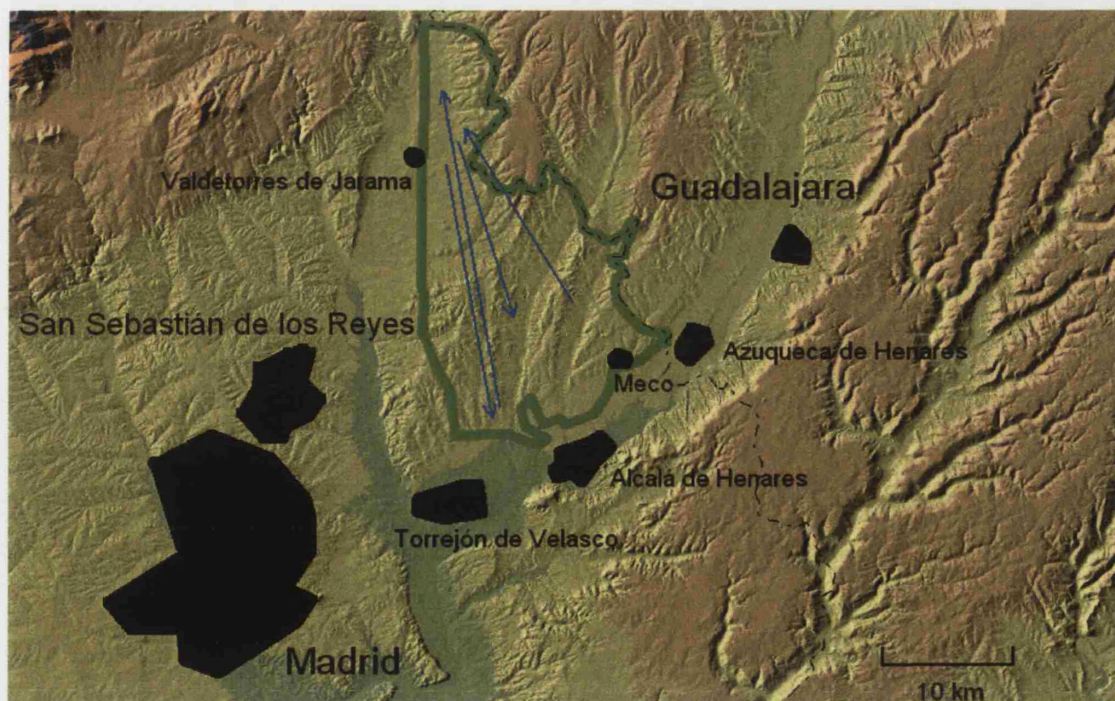 Valdetorres de Jarama
Guadalajara
San Sebastián de los Reyes
Azuqueca de Henares
Meco
Alcalá de Henares
Torrejón de Velasco
Madrid
10 km